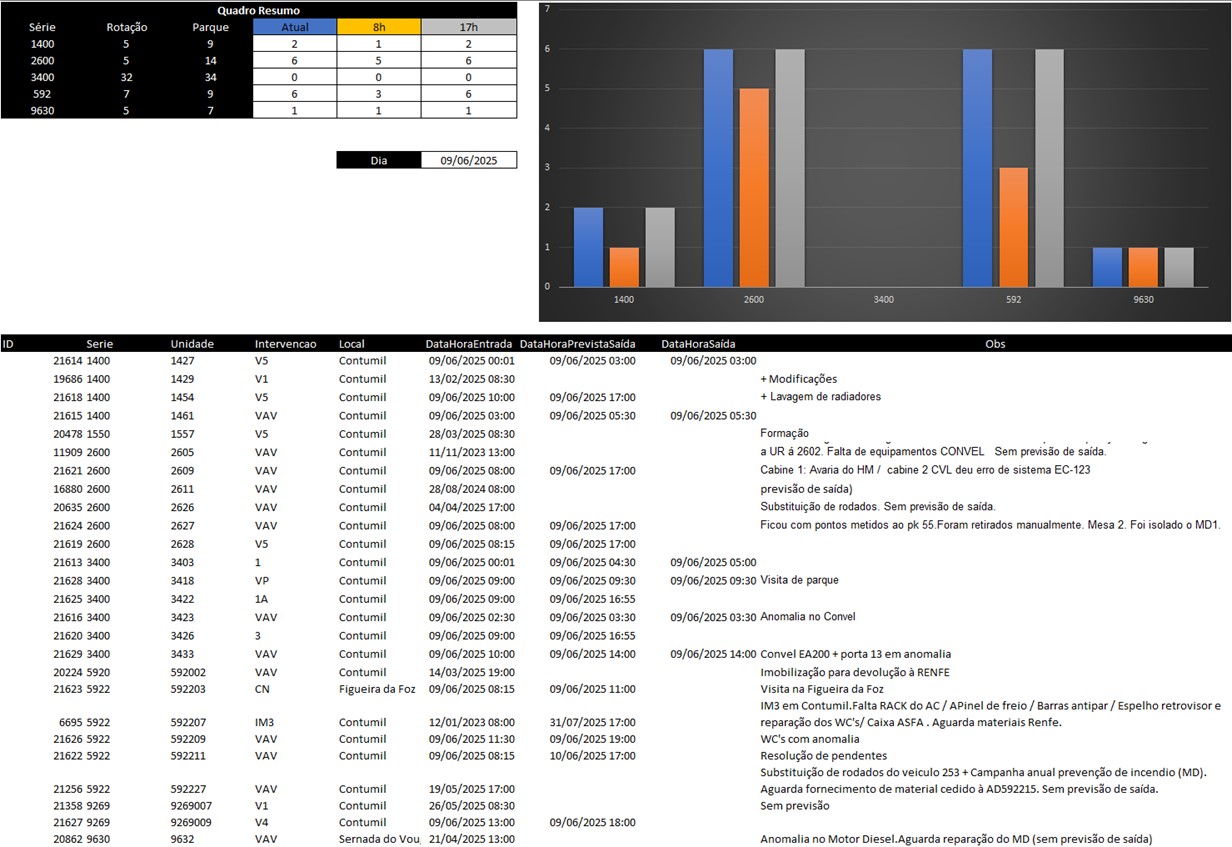 Quadro Resumo
Série Rotação Parque Atual 8h 17h
1400 5 9 2 1 2
2600 5 14 6 5 6
3400 32 34 0 0 0
592 7 9 6 3 6
9630 5 7 1 1 1
Dia 09/06/2025
7
6
5
4
3
2
1
0
1400 2600 3400 592 9630
ID Serie Unidade Intervencao Local DataHoraEntrada DataHoraPrevistaSaída DataHoraSaída Obs
21614 1400 1427 V5 Contumil 09/06/2025 00:01 09/06/2025 03:00 09/06/2025 03:00
19686 1400 1429 V1 Contumil 13/02/2025 08:30 + Modificações
21618 1400 1454 V5 Contumil 09/06/2025 10:00 09/06/2025 17:00 + Lavagem de radiadores
21615 1400 1461 VAV Contumil 09/06/2025 03:00 09/06/2025 05:30 09/06/2025 05:30
20478 1550 1557 V5 Contumil 28/03/2025 08:30 Formação
11909 2600 2605 VAV Contumil 11/11/2023 13:00 a UR á 2602. Falta de equipamentos CONVEL Sem previsão de saída.
21621 2600 2609 VAV Contumil 09/06/2025 08:00 09/06/2025 17:00 Cabine 1: Avaria do HM / cabine 2 CVL deu erro de sistema EC-123
16880 2600 2611 VAV Contumil 28/08/2024 08:00 previsão de saída)
20635 2600 2626 VAV Contumil 04/04/2025 17:00 Substituição de rodados. Sem previsão de saída.
21624 2600 2627 VAV Contumil 09/06/2025 08:00 09/06/2025 17:00 Ficou com pontos metidos ao pk 55.Foram retirados manualmente. Mesa 2. Foi isolado o MD1.
21619 2600 2628 V5 Contumil 09/06/2025 08:15 09/06/2025 17:00
21613 3400 3403 1 Contumil 09/06/2025 00:01 09/06/2025 04:30 09/06/2025 05:00
21628 3400 3418 VP Contumil 09/06/2025 09:00 09/06/2025 09:30 09/06/2025 09:30 Visita de parque
21625 3400 3422 1A Contumil 09/06/2025 09:00 09/06/2025 16:55
21616 3400 3423 VAV Contumil 09/06/2025 02:30 09/06/2025 03:30 09/06/2025 03:30 Anomalia no Convel
21620 3400 3426 3 Contumil 09/06/2025 09:00 09/06/2025 16:55
21629 3400 3433 VAV Contumil 09/06/2025 10:00 09/06/2025 14:00 09/06/2025 14:00 Convel EA200 + porta 13 em anomalia
20224 5920 592002 VAV Contumil 14/03/2025 19:00 Imobilização para devolução à RENFE
21623 5922 592203 CN Figueira da Foz 09/06/2025 08:15 09/06/2025 11:00 Visita na Figueira da Foz
IM3 em Contumil.Falta RACK do AC / APinel de freio / Barras antipar / Espelho retrovisor e
6695 5922 592207 IM3 Contumil 12/01/2023 08:00 31/07/2025 17:00 reparação dos WC's/ Caixa ASFA . Aguarda materiais Renfe.
21626 5922 592209 VAV Contumil 09/06/2025 11:30 09/06/2025 19:00 WC's com anomalia
21622 5922 592211 VAV Contumil 09/06/2025 08:15 10/06/2025 17:00 Resolução de pendentes
Substituição de rodados do veiculo 253 + Campanha anual prevenção de incendio (MD).
21256 5922 592227 VAV Contumil 19/05/2025 17:00 Aguarda fornecimento de material cedido à AD592215. Sem previsão de saída.
21358 9269 9269007 V1 Contumil 26/05/2025 08:30 Sem previsão
21627 9269 9269009 V4 Contumil 09/06/2025 13:00 09/06/2025 18:00
20862 9630 9632 VAV Sernada do Vou 21/04/2025 13:00 Anomalia no Motor Diesel.Aguarda reparação do MD (sem previsão de saída)